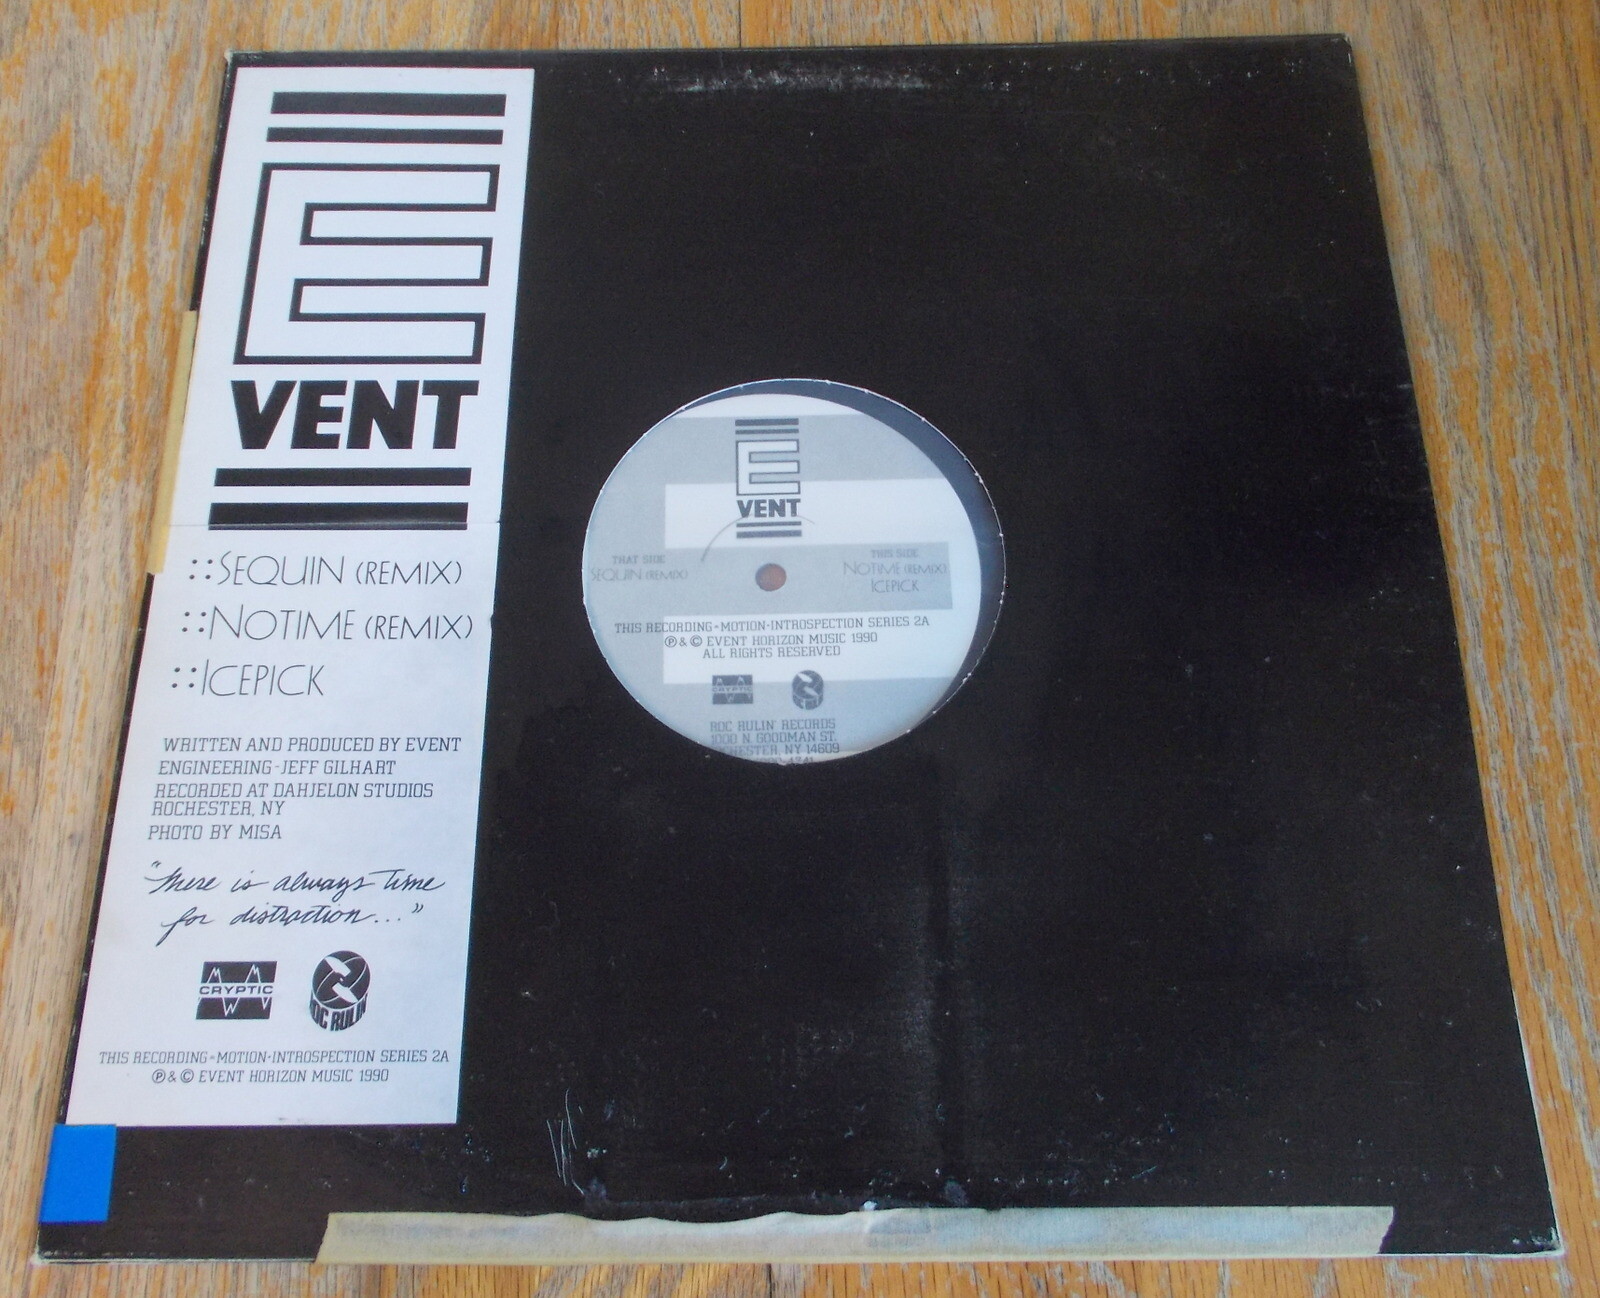 E
VENT
::SEQUIN (REMIX)
::NOTIME (REMIX)
::ICEPICK
WRITTEN AND PRODUCED BY EVENT
ENGINEERING-JEFF GILHART
RECORDED AT DAHJELON STUDIOS
ROCHESTER, NY
PHOTO BY MISA
"There is always time
for distraction..."
CRYPTIC
ROC RULIN
THIS RECORDING=MOTION·INTROSPECTION SERIES 2A
℗ & © EVENT HORIZON MUSIC 1990
E
VENT
THAT SIDE
SEQUIN (REMIX)
THIS SIDE
NOTIME (REMIX)
ICEPICK
THIS RECORDING=MOTION·INTROSPECTION SERIES 2A
℗ & © EVENT HORIZON MUSIC 1990
ALL RIGHTS RESERVED
CRYPTIC
ROC RULIN' RECORDS
1000 N. GOODMAN ST.
ROCHESTER, NY 14609